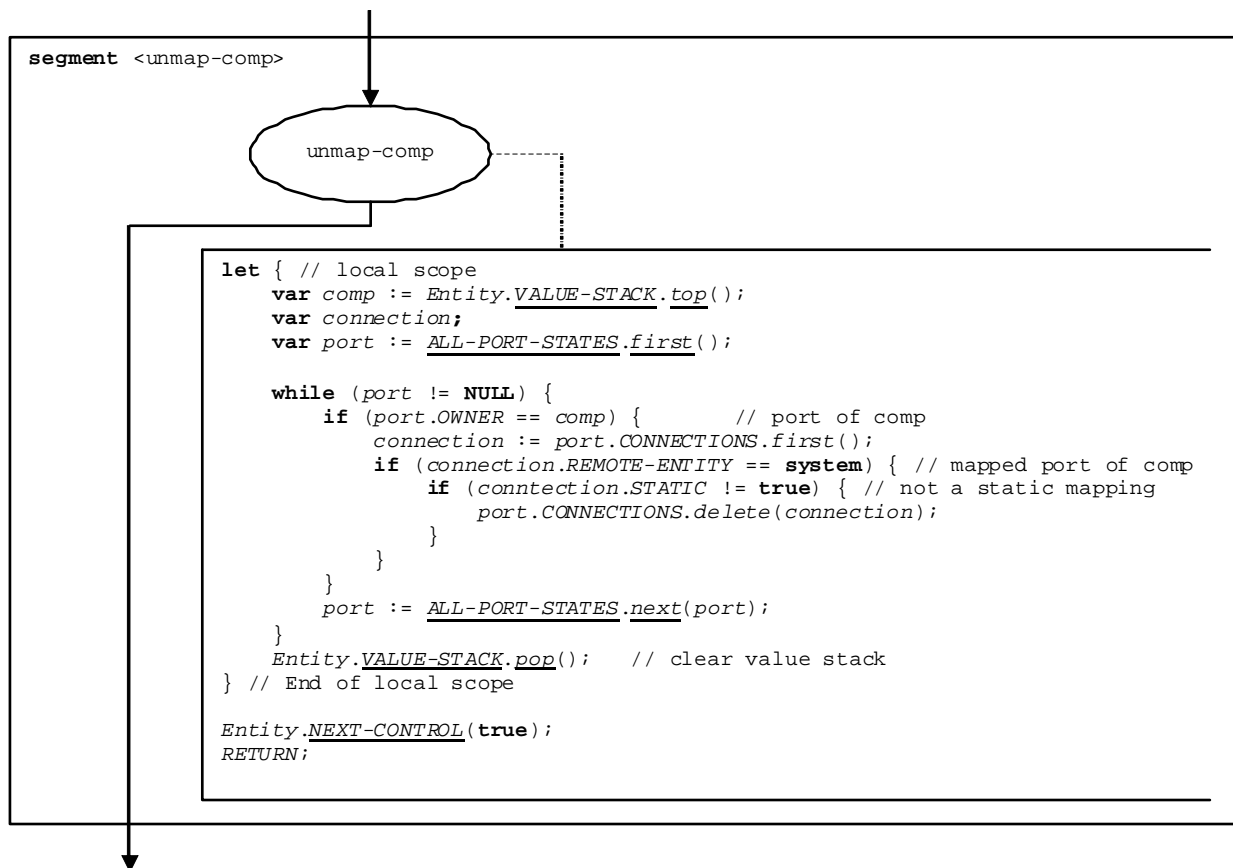 segment <unmap-comp>
unmap-comp
let { // local scope
    var comp := Entity.VALUE-STACK.top();
    var connection;
    var port := ALL-PORT-STATES.first();
    while (port != NULL) {
        if (port.OWNER == comp) {        // port of comp
            connection := port.CONNECTIONS.first();
            if (connection.REMOTE-ENTITY == system) { // mapped port of comp
                if (conntection.STATIC != true) { // not a static mapping
                    port.CONNECTIONS.delete(connection);
                }
            }
        }
        port := ALL-PORT-STATES.next(port);
    }
    Entity.VALUE-STACK.pop();   // clear value stack
} // End of local scope
Entity.NEXT-CONTROL(true);
RETURN;